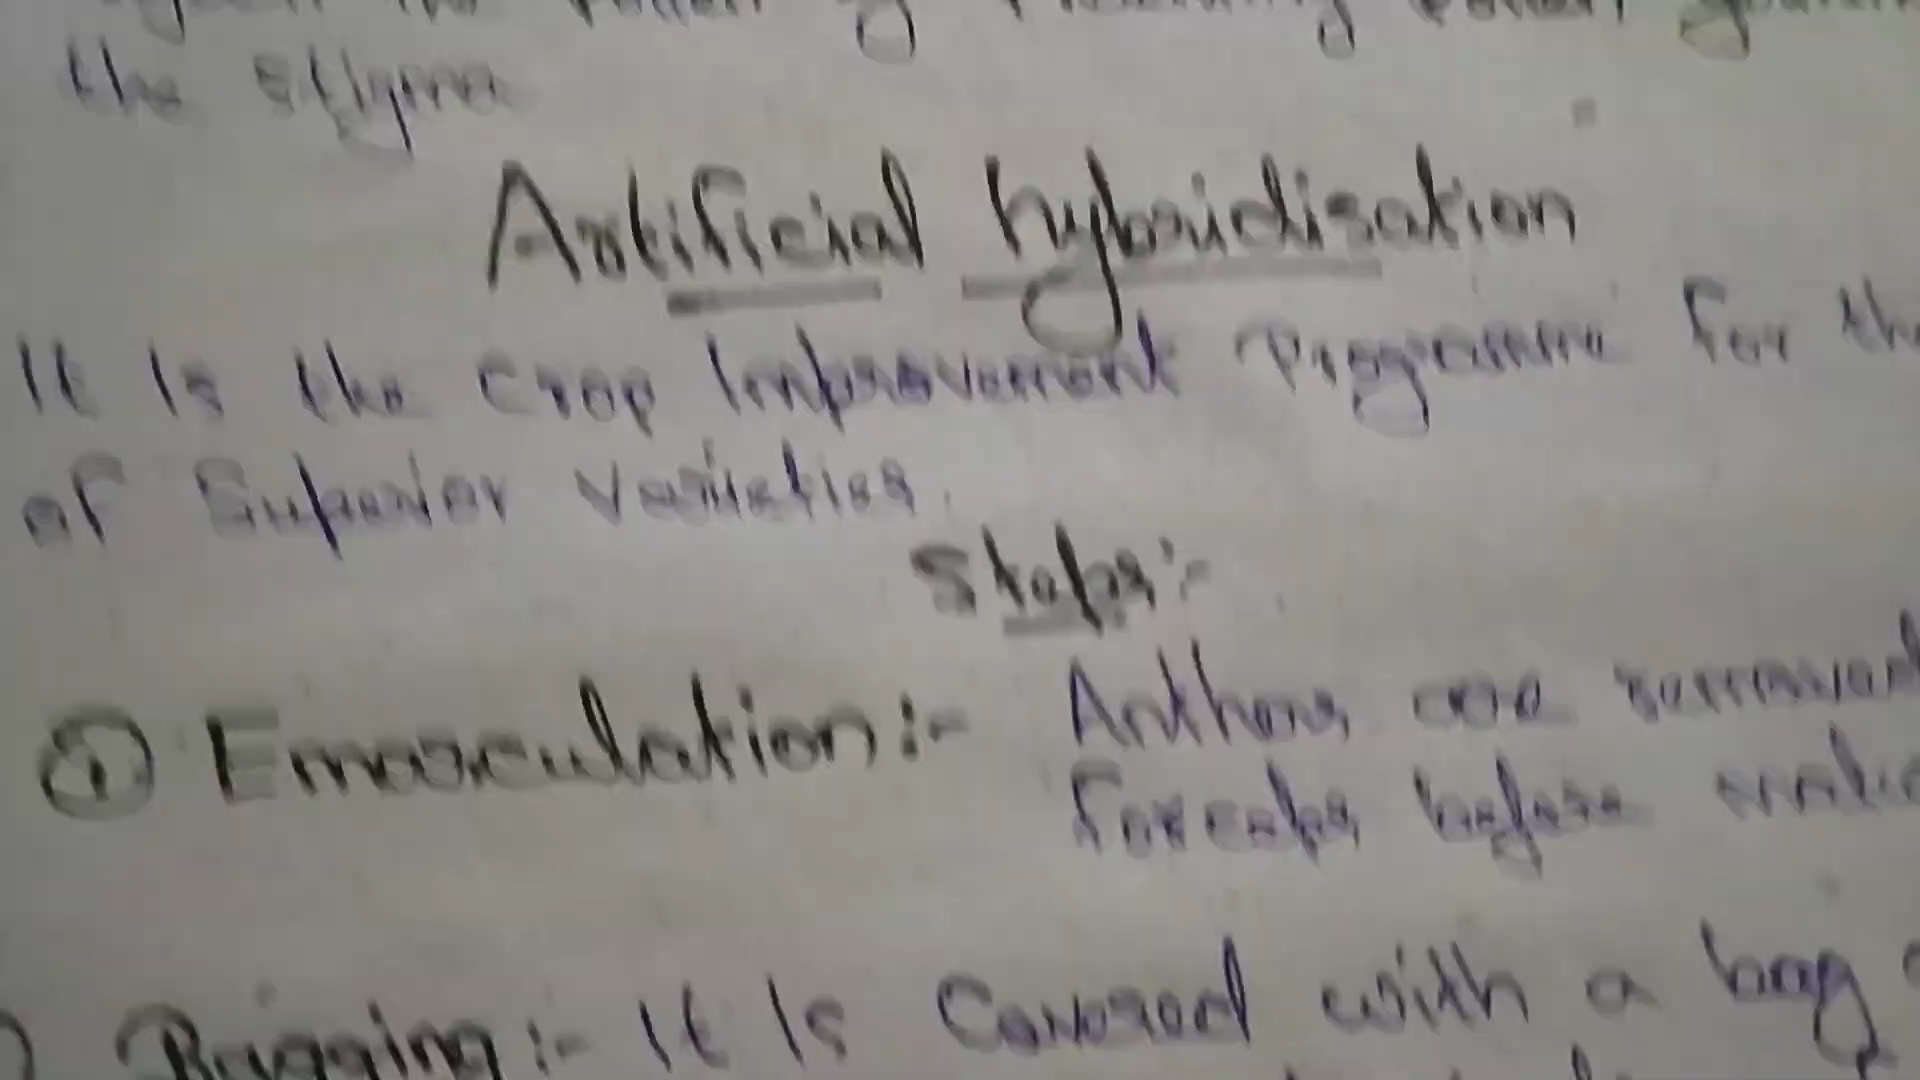 the stigma
Artificial hybridisation
It Is the Crop Improvement Programme for the
of Superior Varieties.
Steps:-
① Emasculation:- Anthers are removed
Forceps before
Bagging:- It Is Covered with a bag